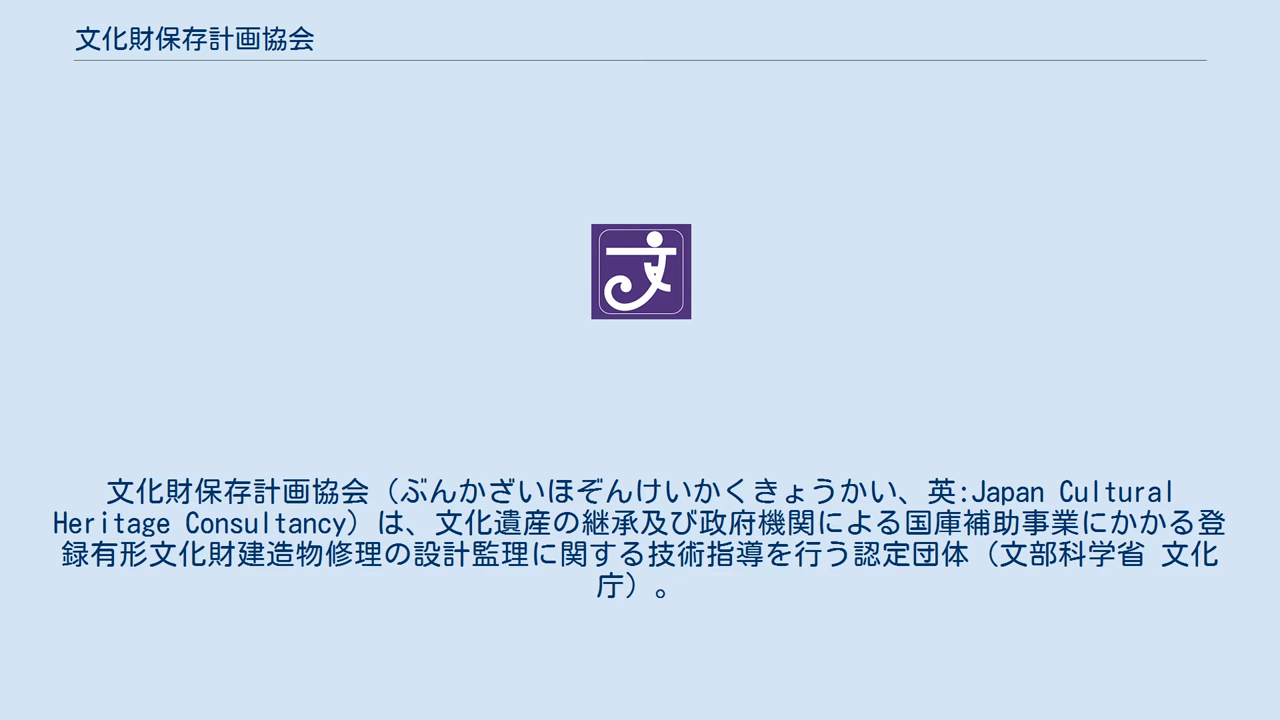 文化財保存計画協会
文化財保存計画協会（ぶんかざいほぞんけいかくきょうかい、英:Japan Cultural
Heritage Consultancy）は、文化遺産の継承及び政府機関による国庫補助事業にかかる登
録有形文化財建造物修理の設計監理に関する技術指導を行う認定団体（文部科学省 文化
庁）。